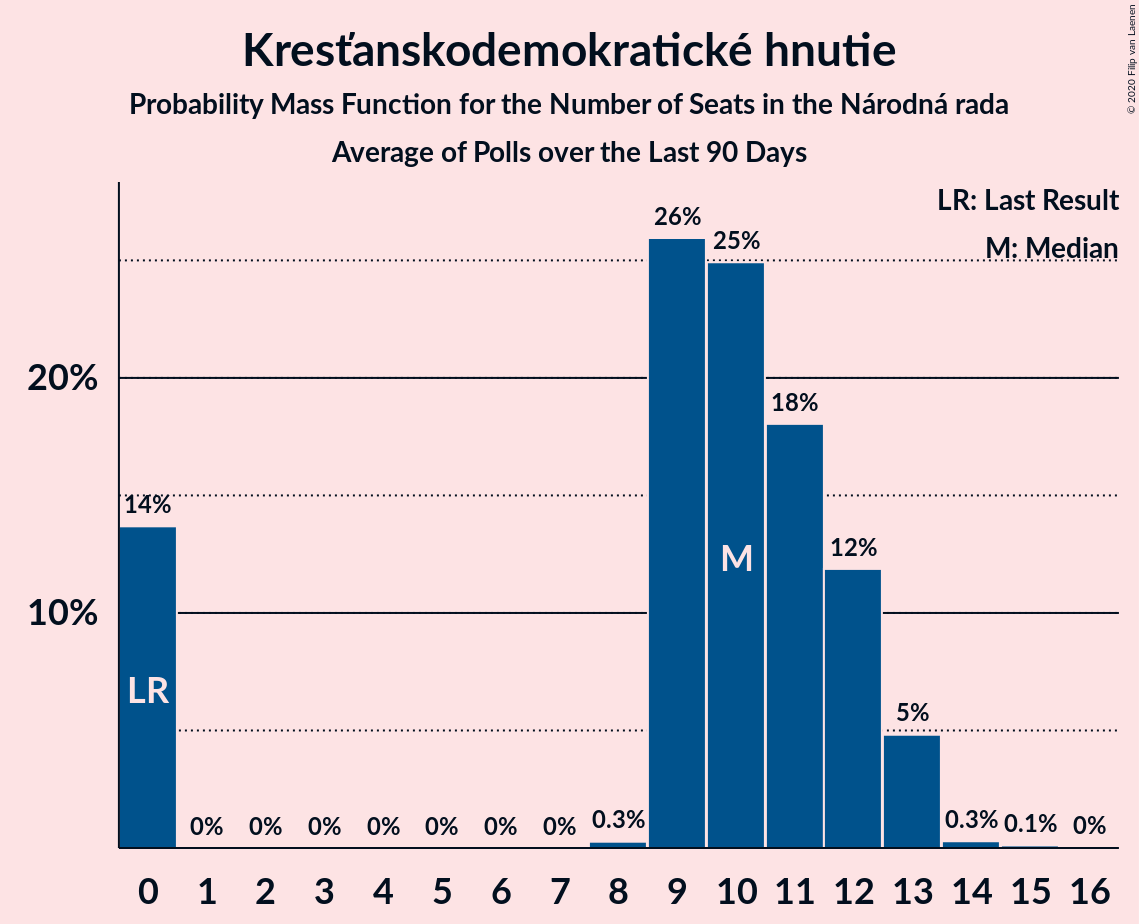 Kresťanskodemokratické hnutie
Probability Mass Function for the Number of Seats in the Národná rada
Average of Polls over the Last 90 Days
© 2020 Filip van Laenen
LR: Last Result
M: Median
26%
25%
20%
18%
14%
12%
M
10%
LR
5%
0% 0% 0% 0% 0% 0% 0% 0.3% 0.3% 0.1% 0%
0 1 2 3 4 5 6 7 8 9 10 11 12 13 14 15 16